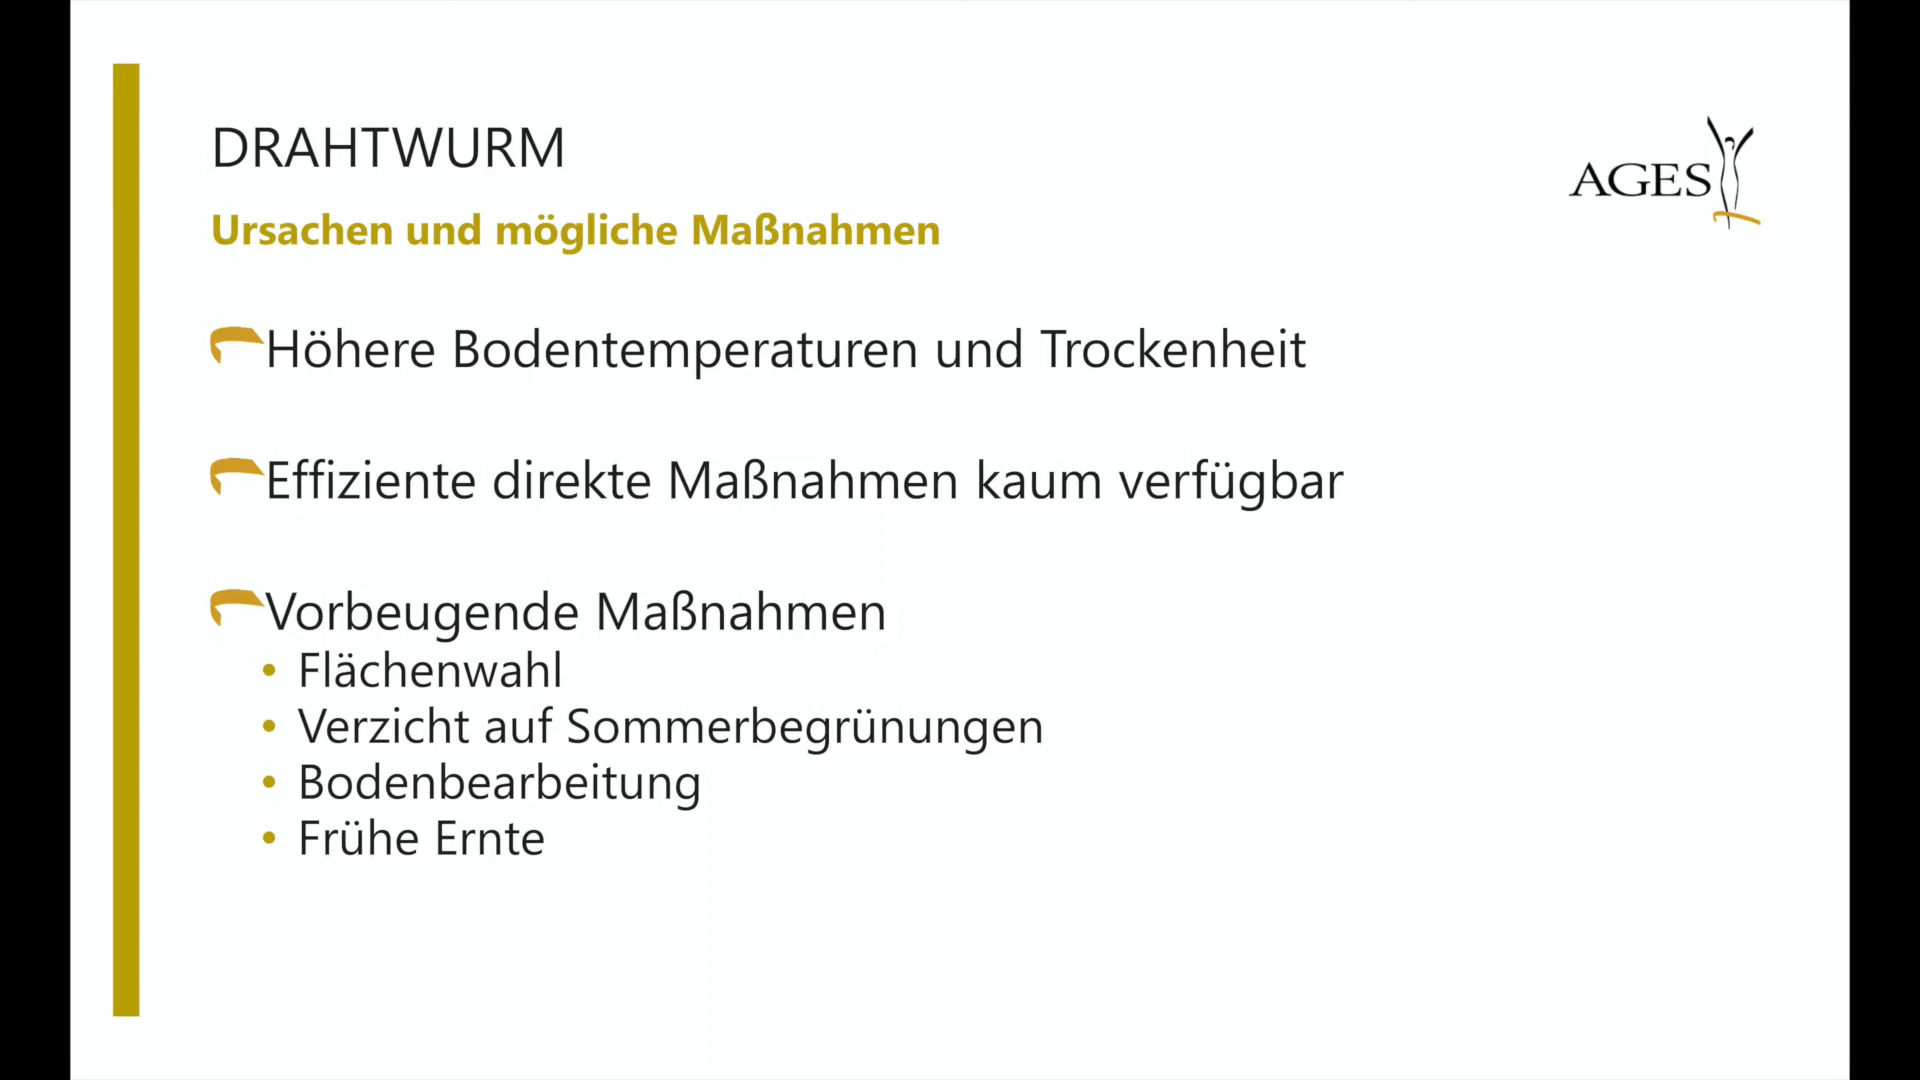 DRAHTWURM
AGES
Ursachen und mögliche Maßnahmen
Höhere Bodentemperaturen und Trockenheit
Effiziente direkte Maßnahmen kaum verfügbar
Vorbeugende Maßnahmen
• Flächenwahl
• Verzicht auf Sommerbegrünungen
• Bodenbearbeitung
• Frühe Ernte